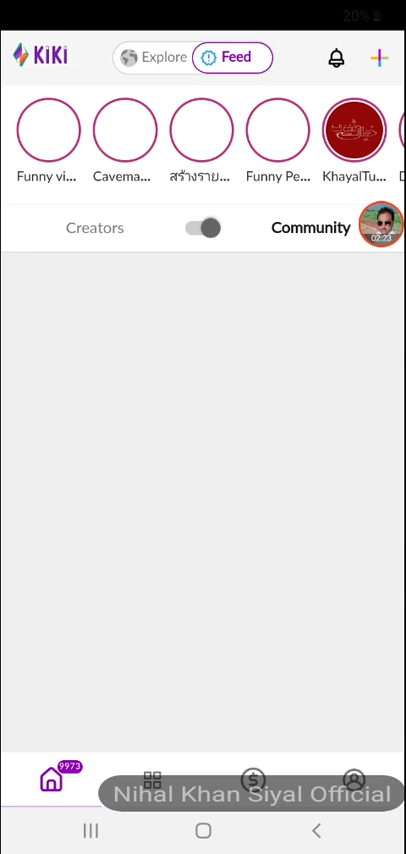 20%
KiKi
Explore
Feed
Funny vi...
Cavema...
สร้างราย...
Funny Pe...
KhayalTu...
Creators
Community
02:23
9973
Nihal Khan Siyal Official